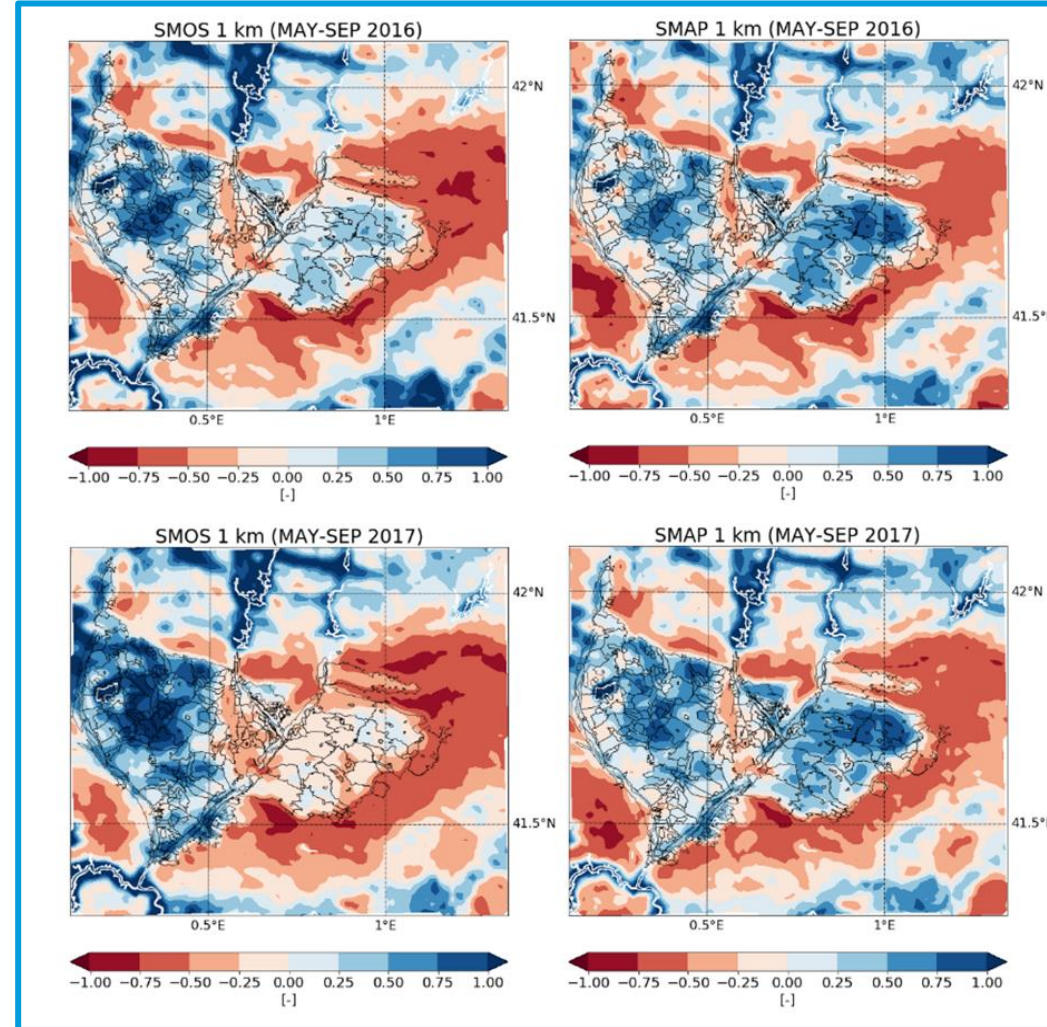 SMOS 1 km (MAY-SEP 2016)
42°N
41.5°N
0.5°E 1°E
−1.00 −0.75 −0.50 −0.25 0.00 0.25 0.50 0.75 1.00
[-]
SMAP 1 km (MAY-SEP 2016)
42°N
41.5°N
0.5°E 1°E
−1.00 −0.75 −0.50 −0.25 0.00 0.25 0.50 0.75 1.00
[-]
SMOS 1 km (MAY-SEP 2017)
42°N
41.5°N
0.5°E 1°E
−1.00 −0.75 −0.50 −0.25 0.00 0.25 0.50 0.75 1.00
[-]
SMAP 1 km (MAY-SEP 2017)
42°N
41.5°N
0.5°E 1°E
−1.00 −0.75 −0.50 −0.25 0.00 0.25 0.50 0.75 1.00
[-]